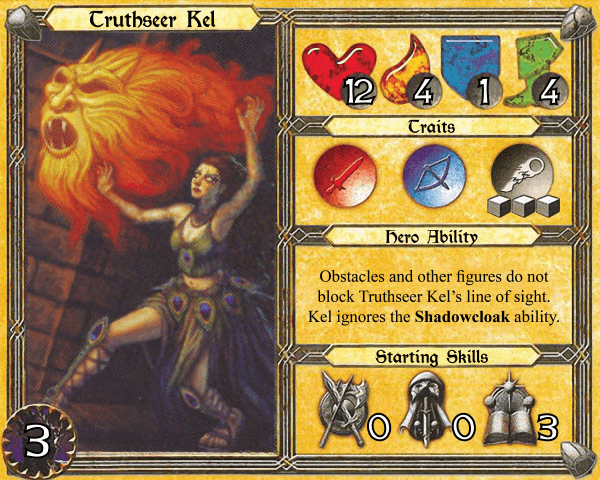 Truthseer Kel
12 4 1 4
Traits
Hero Ability
Obstacles and other figures do not
block Truthseer Kel's line of sight.
Kel ignores the Shadowcloak ability.
Starting Skills
0 0 3
3